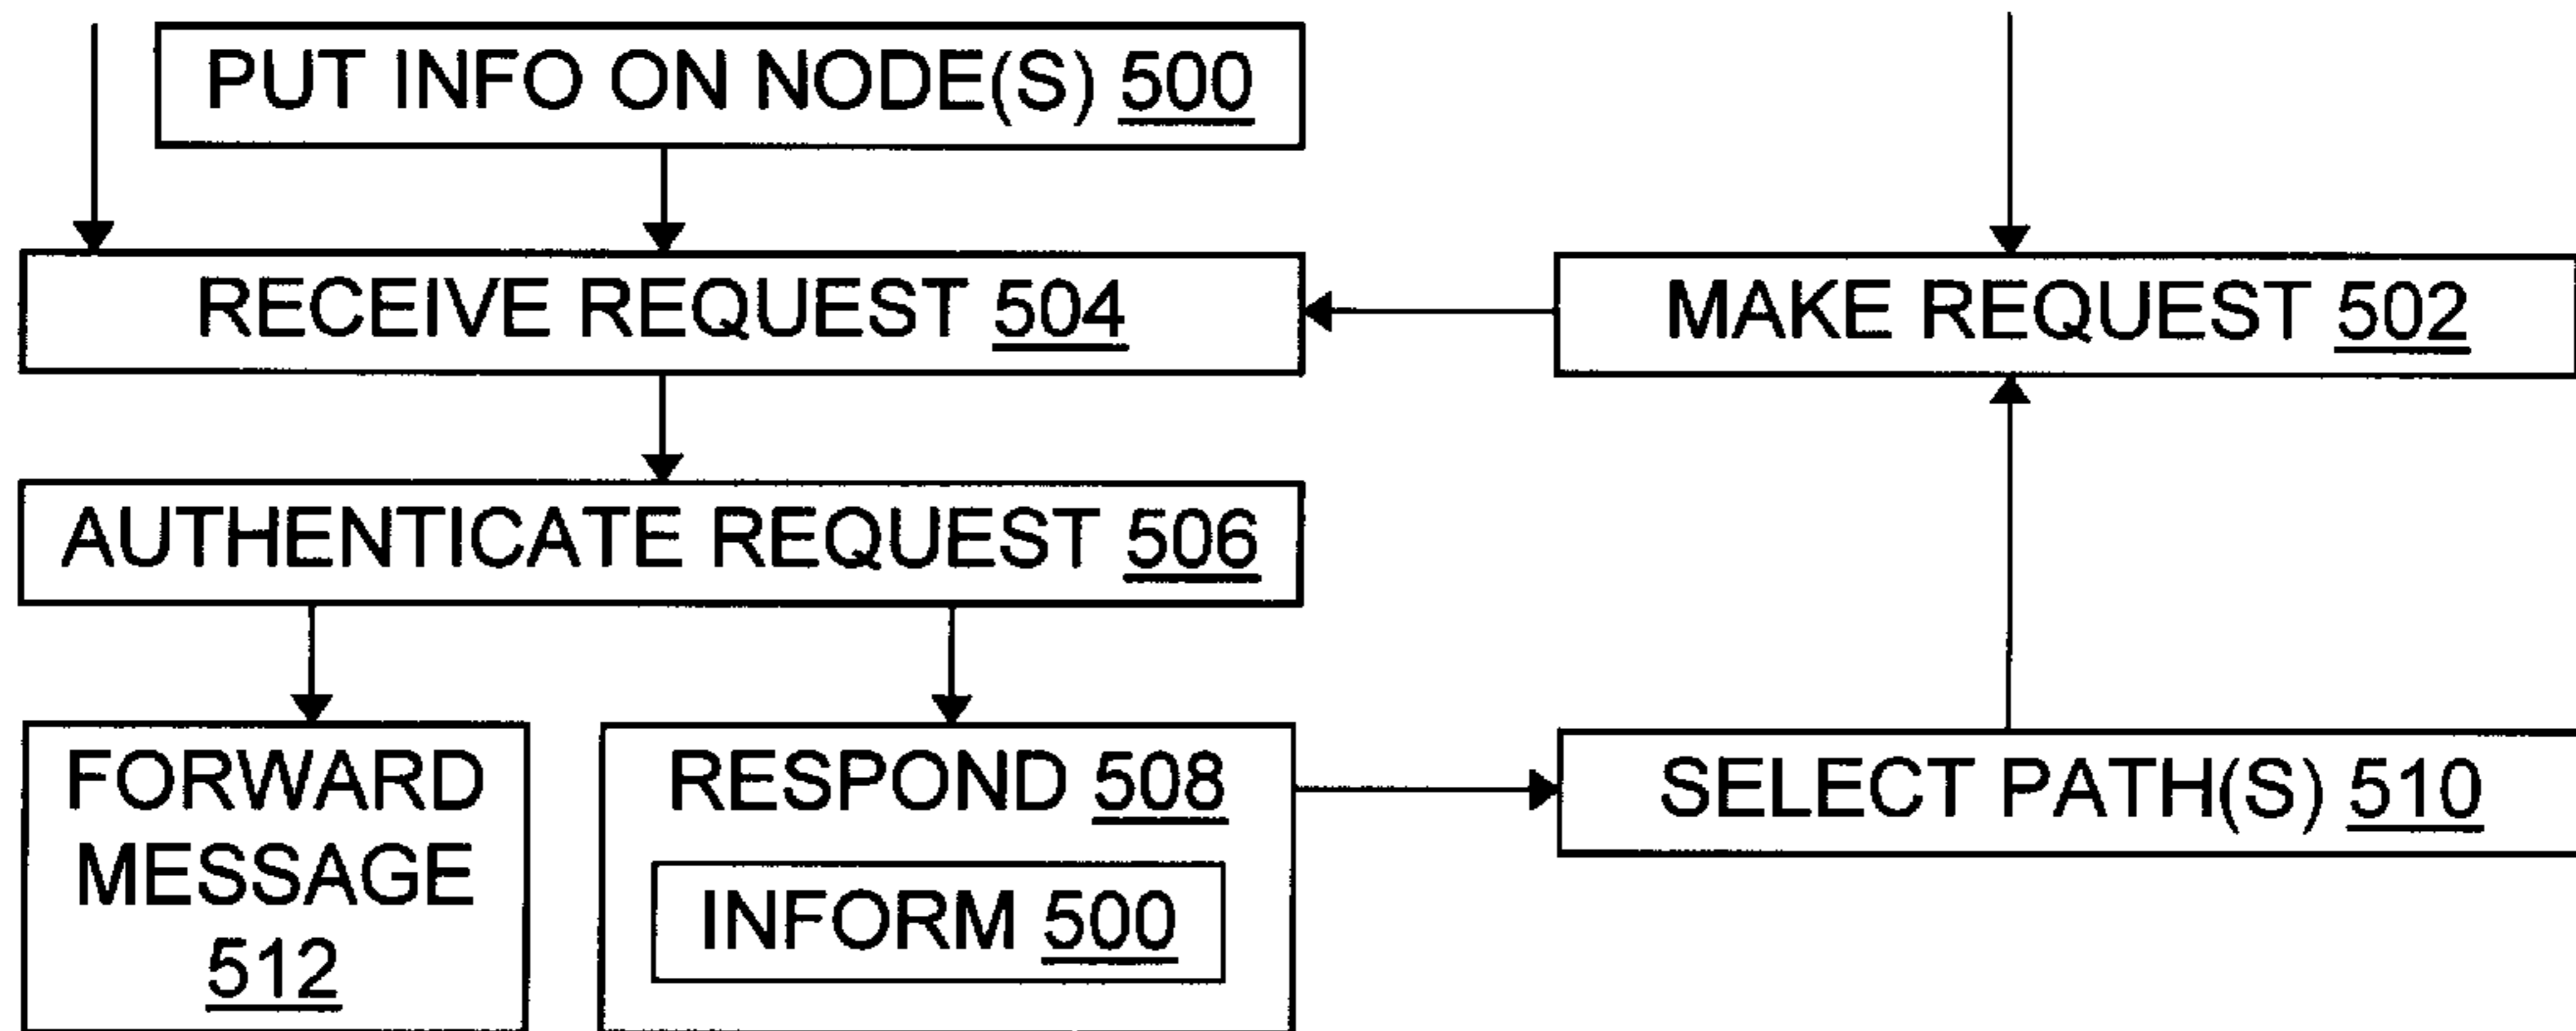 PUT INFO ON NODE(S) 500
RECEIVE REQUEST 504
MAKE REQUEST 502
AUTHENTICATE REQUEST 506
FORWARD
MESSAGE
512
RESPOND 508
INFORM 500
SELECT PATH(S) 510